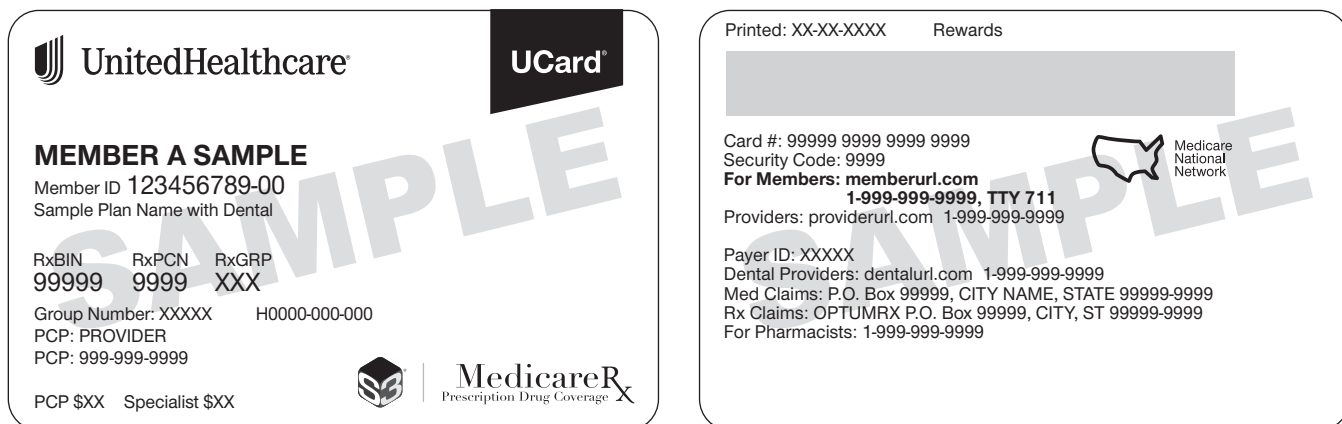 UnitedHealthcare®
UCard®
MEMBER A SAMPLE
Member ID 123456789-00
Sample Plan Name with Dental
RxBIN RxPCN RxGRP
99999 9999 XXX
Group Number: XXXXX H0000-000-000
PCP: PROVIDER
PCP: 999-999-9999
PCP $XX Specialist $XX
S3
MedicareRx
Prescription Drug Coverage
SAMPLE
Printed: XX-XX-XXXX Rewards
Card #: 99999 9999 9999 9999
Security Code: 9999
For Members: memberurl.com
1-999-999-9999, TTY 711
Providers: providerurl.com 1-999-999-9999
Medicare
National
Network
Payer ID: XXXXX
Dental Providers: dentalurl.com 1-999-999-9999
Med Claims: P.O. Box 99999, CITY NAME, STATE 99999-9999
Rx Claims: OPTUMRX P.O. Box 99999, CITY, ST 99999-9999
For Pharmacists: 1-999-999-9999
SAMPLE